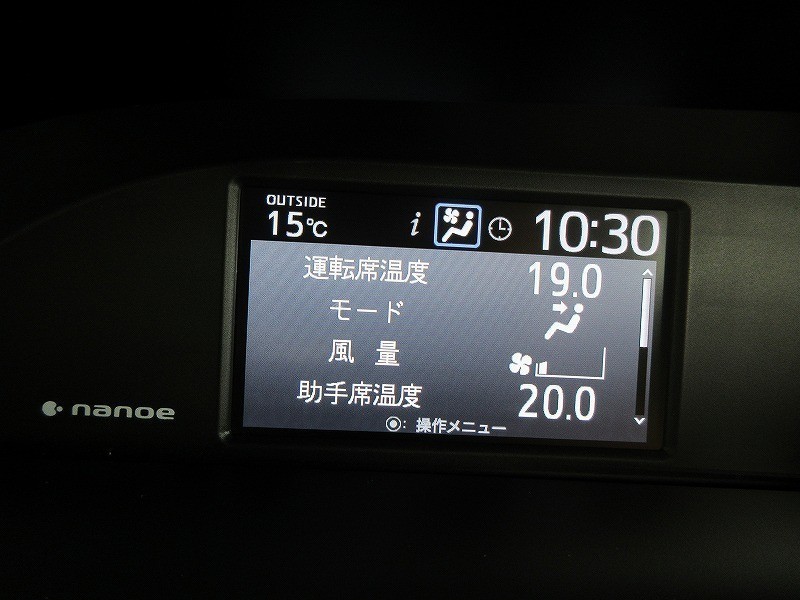 OUTSIDE
15℃ i 10:30
運転席温度 19.0
モード
風 量
助手席温度 20.0
◉: 操作メニュー
nanoe